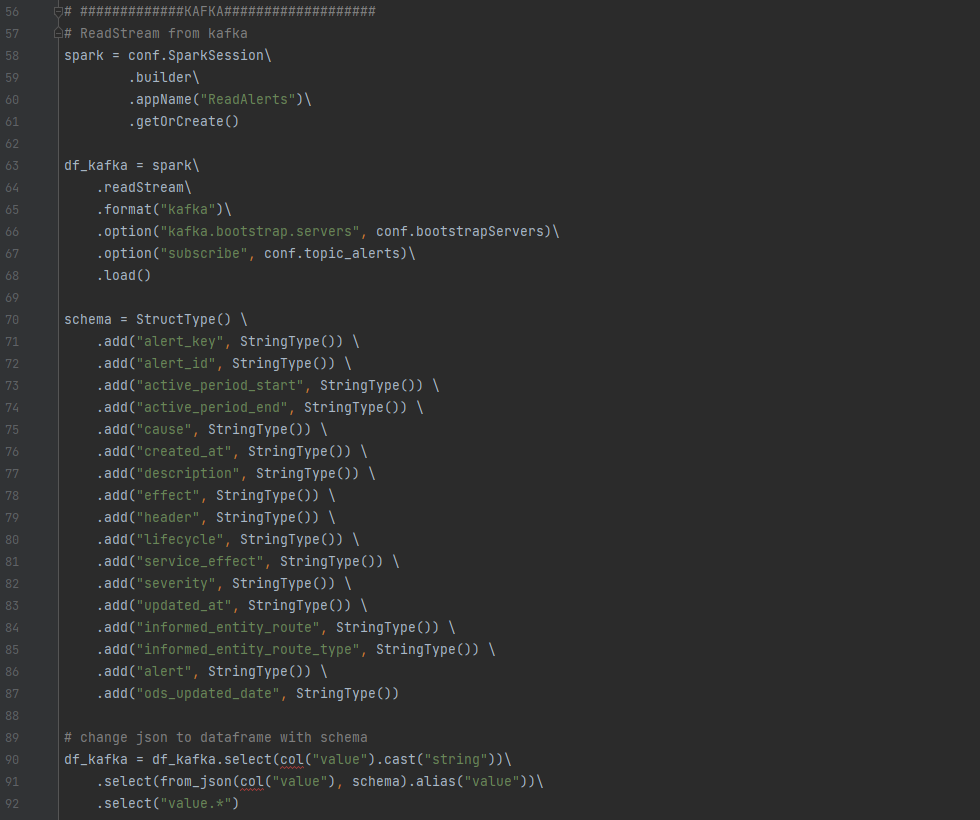 56 # #############KAFKA###################
57 # ReadStream from kafka
58 spark = conf.SparkSession\
59         .builder\
60         .appName("ReadAlerts")\
61         .getOrCreate()
62
63 df_kafka = spark\
64     .readStream\
65     .format("kafka")\
66     .option("kafka.bootstrap.servers", conf.bootstrapServers)\
67     .option("subscribe", conf.topic_alerts)\
68     .load()
69
70 schema = StructType() \
71     .add("alert_key", StringType()) \
72     .add("alert_id", StringType()) \
73     .add("active_period_start", StringType()) \
74     .add("active_period_end", StringType()) \
75     .add("cause", StringType()) \
76     .add("created_at", StringType()) \
77     .add("description", StringType()) \
78     .add("effect", StringType()) \
79     .add("header", StringType()) \
80     .add("lifecycle", StringType()) \
81     .add("service_effect", StringType()) \
82     .add("severity", StringType()) \
83     .add("updated_at", StringType()) \
84     .add("informed_entity_route", StringType()) \
85     .add("informed_entity_route_type", StringType()) \
86     .add("alert", StringType()) \
87     .add("ods_updated_date", StringType())
88
89 # change json to dataframe with schema
90 df_kafka = df_kafka.select(col("value").cast("string"))\
91     .select(from_json(col("value"), schema).alias("value"))\
92     .select("value.*")